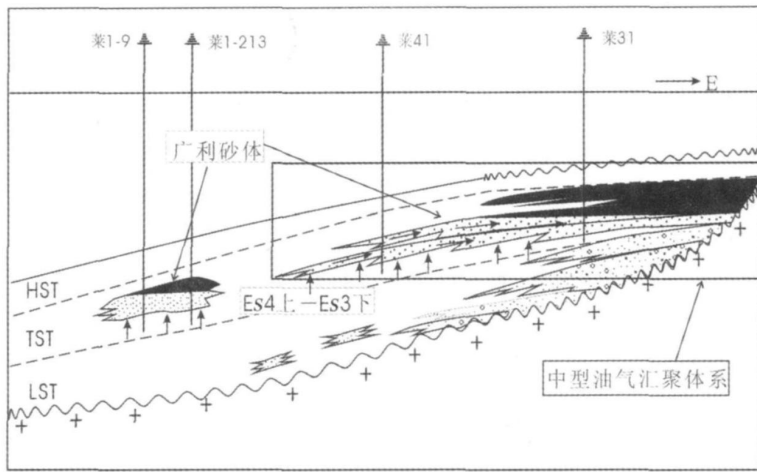 莱1-9
莱1-213
莱41
莱31
E
广利砂体
HST
Es4上—Es3下
TST
中型油气汇聚体系
LST